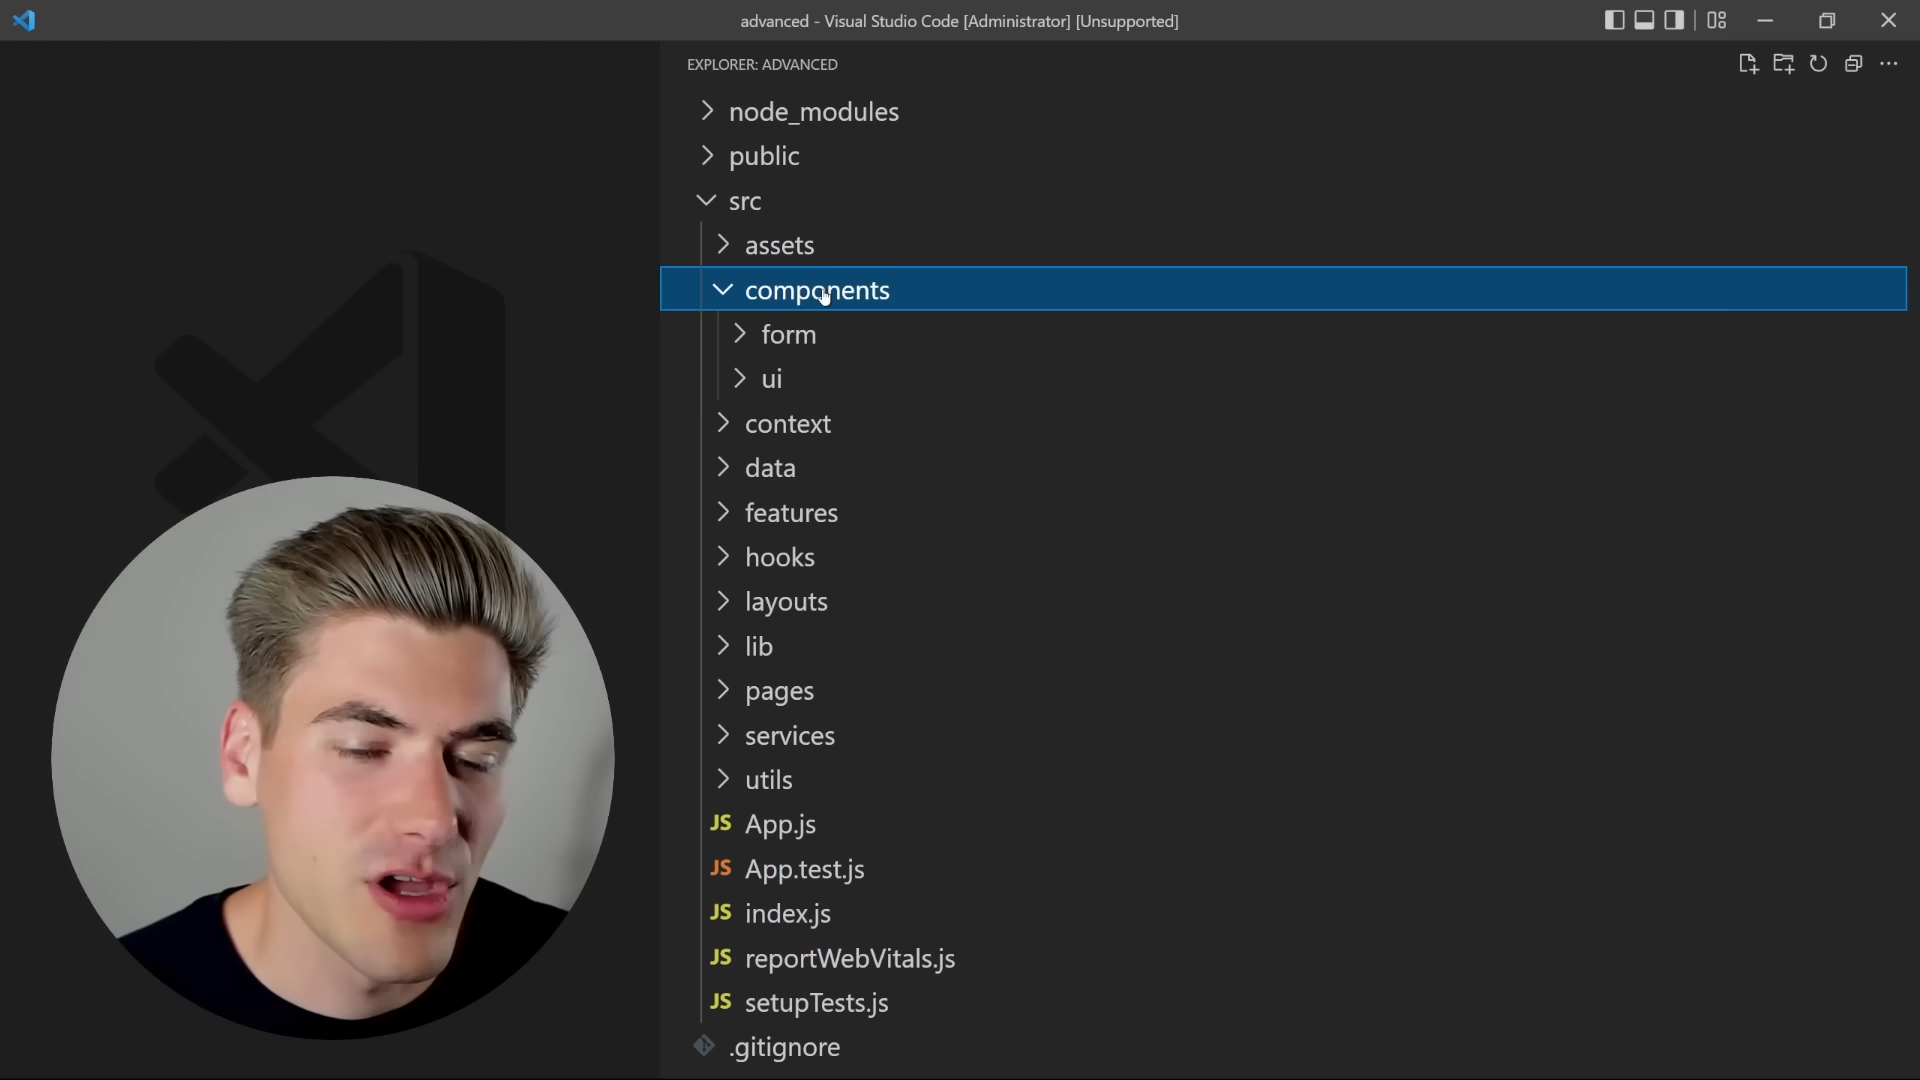 advanced - Visual Studio Code [Administrator] [Unsupported]
EXPLORER: ADVANCED
node_modules
public
src
assets
components
form
ui
context
data
features
hooks
layouts
lib
pages
services
utils
JS App.js
JS App.test.js
JS index.js
JS reportWebVitals.js
JS setupTests.js
.gitignore